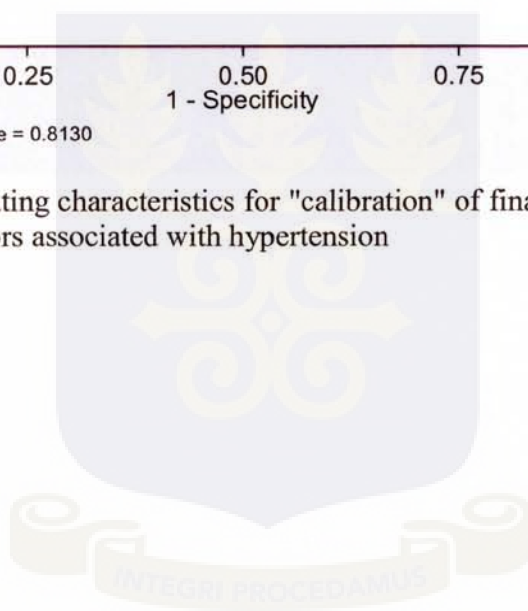 0.25 0.50 0.75
1 - Specificity
e = 0.8130
ting characteristics for "calibration" of fina
rs associated with hypertension
INTEGRI PROCEDAMUS